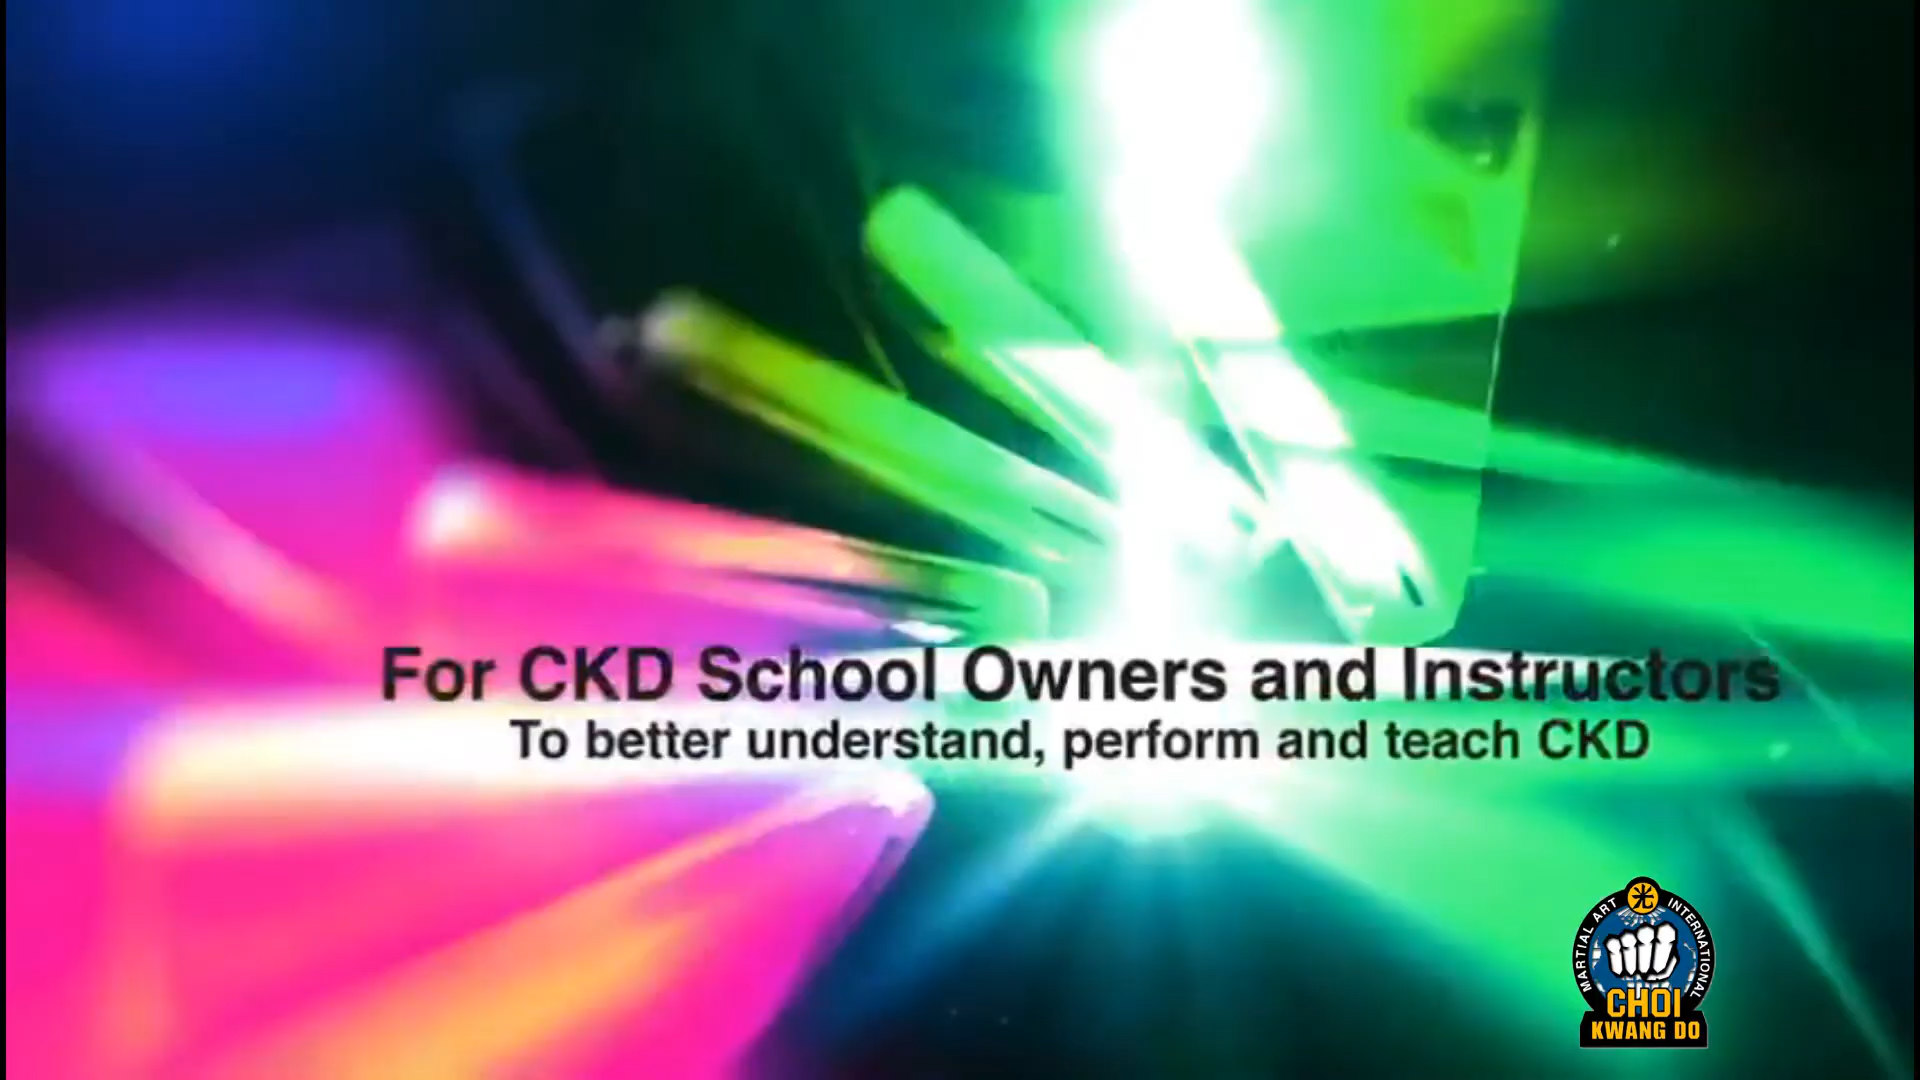 For CKD School Owners and Instructors
To better understand, perform and teach CKD
光
MARTIAL ART INTERNATIONAL
CHOI
KWANG DO